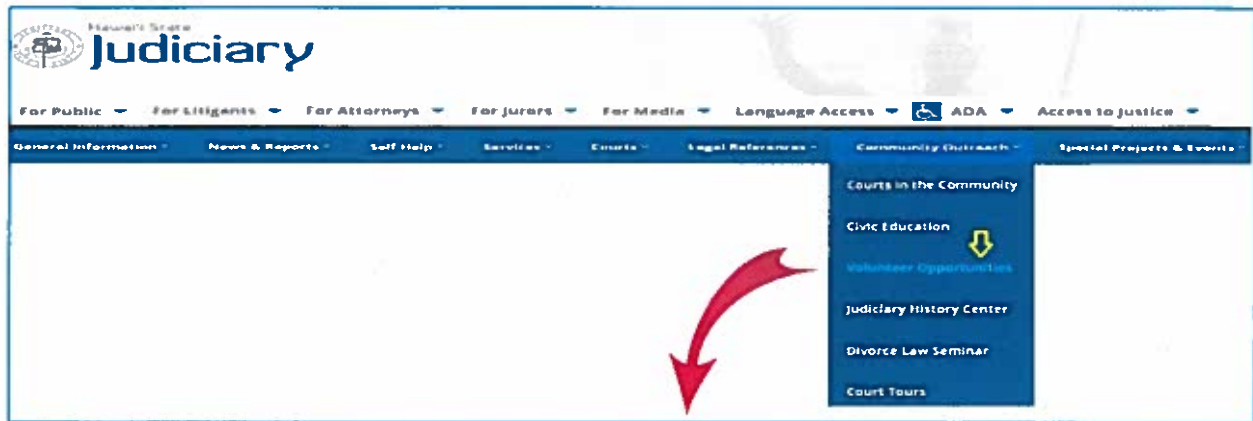 Hawai'i State
Judiciary
For Public For Litigants For Attorneys For Jurors For Media Language Access ADA Access to Justice
General Information News & Reports Self Help Services Courts Legal References Community Outreach Special Projects & Events
Courts in the Community
Civic Education
Volunteer Opportunities
Judiciary History Center
Divorce Law Seminar
Court Tours